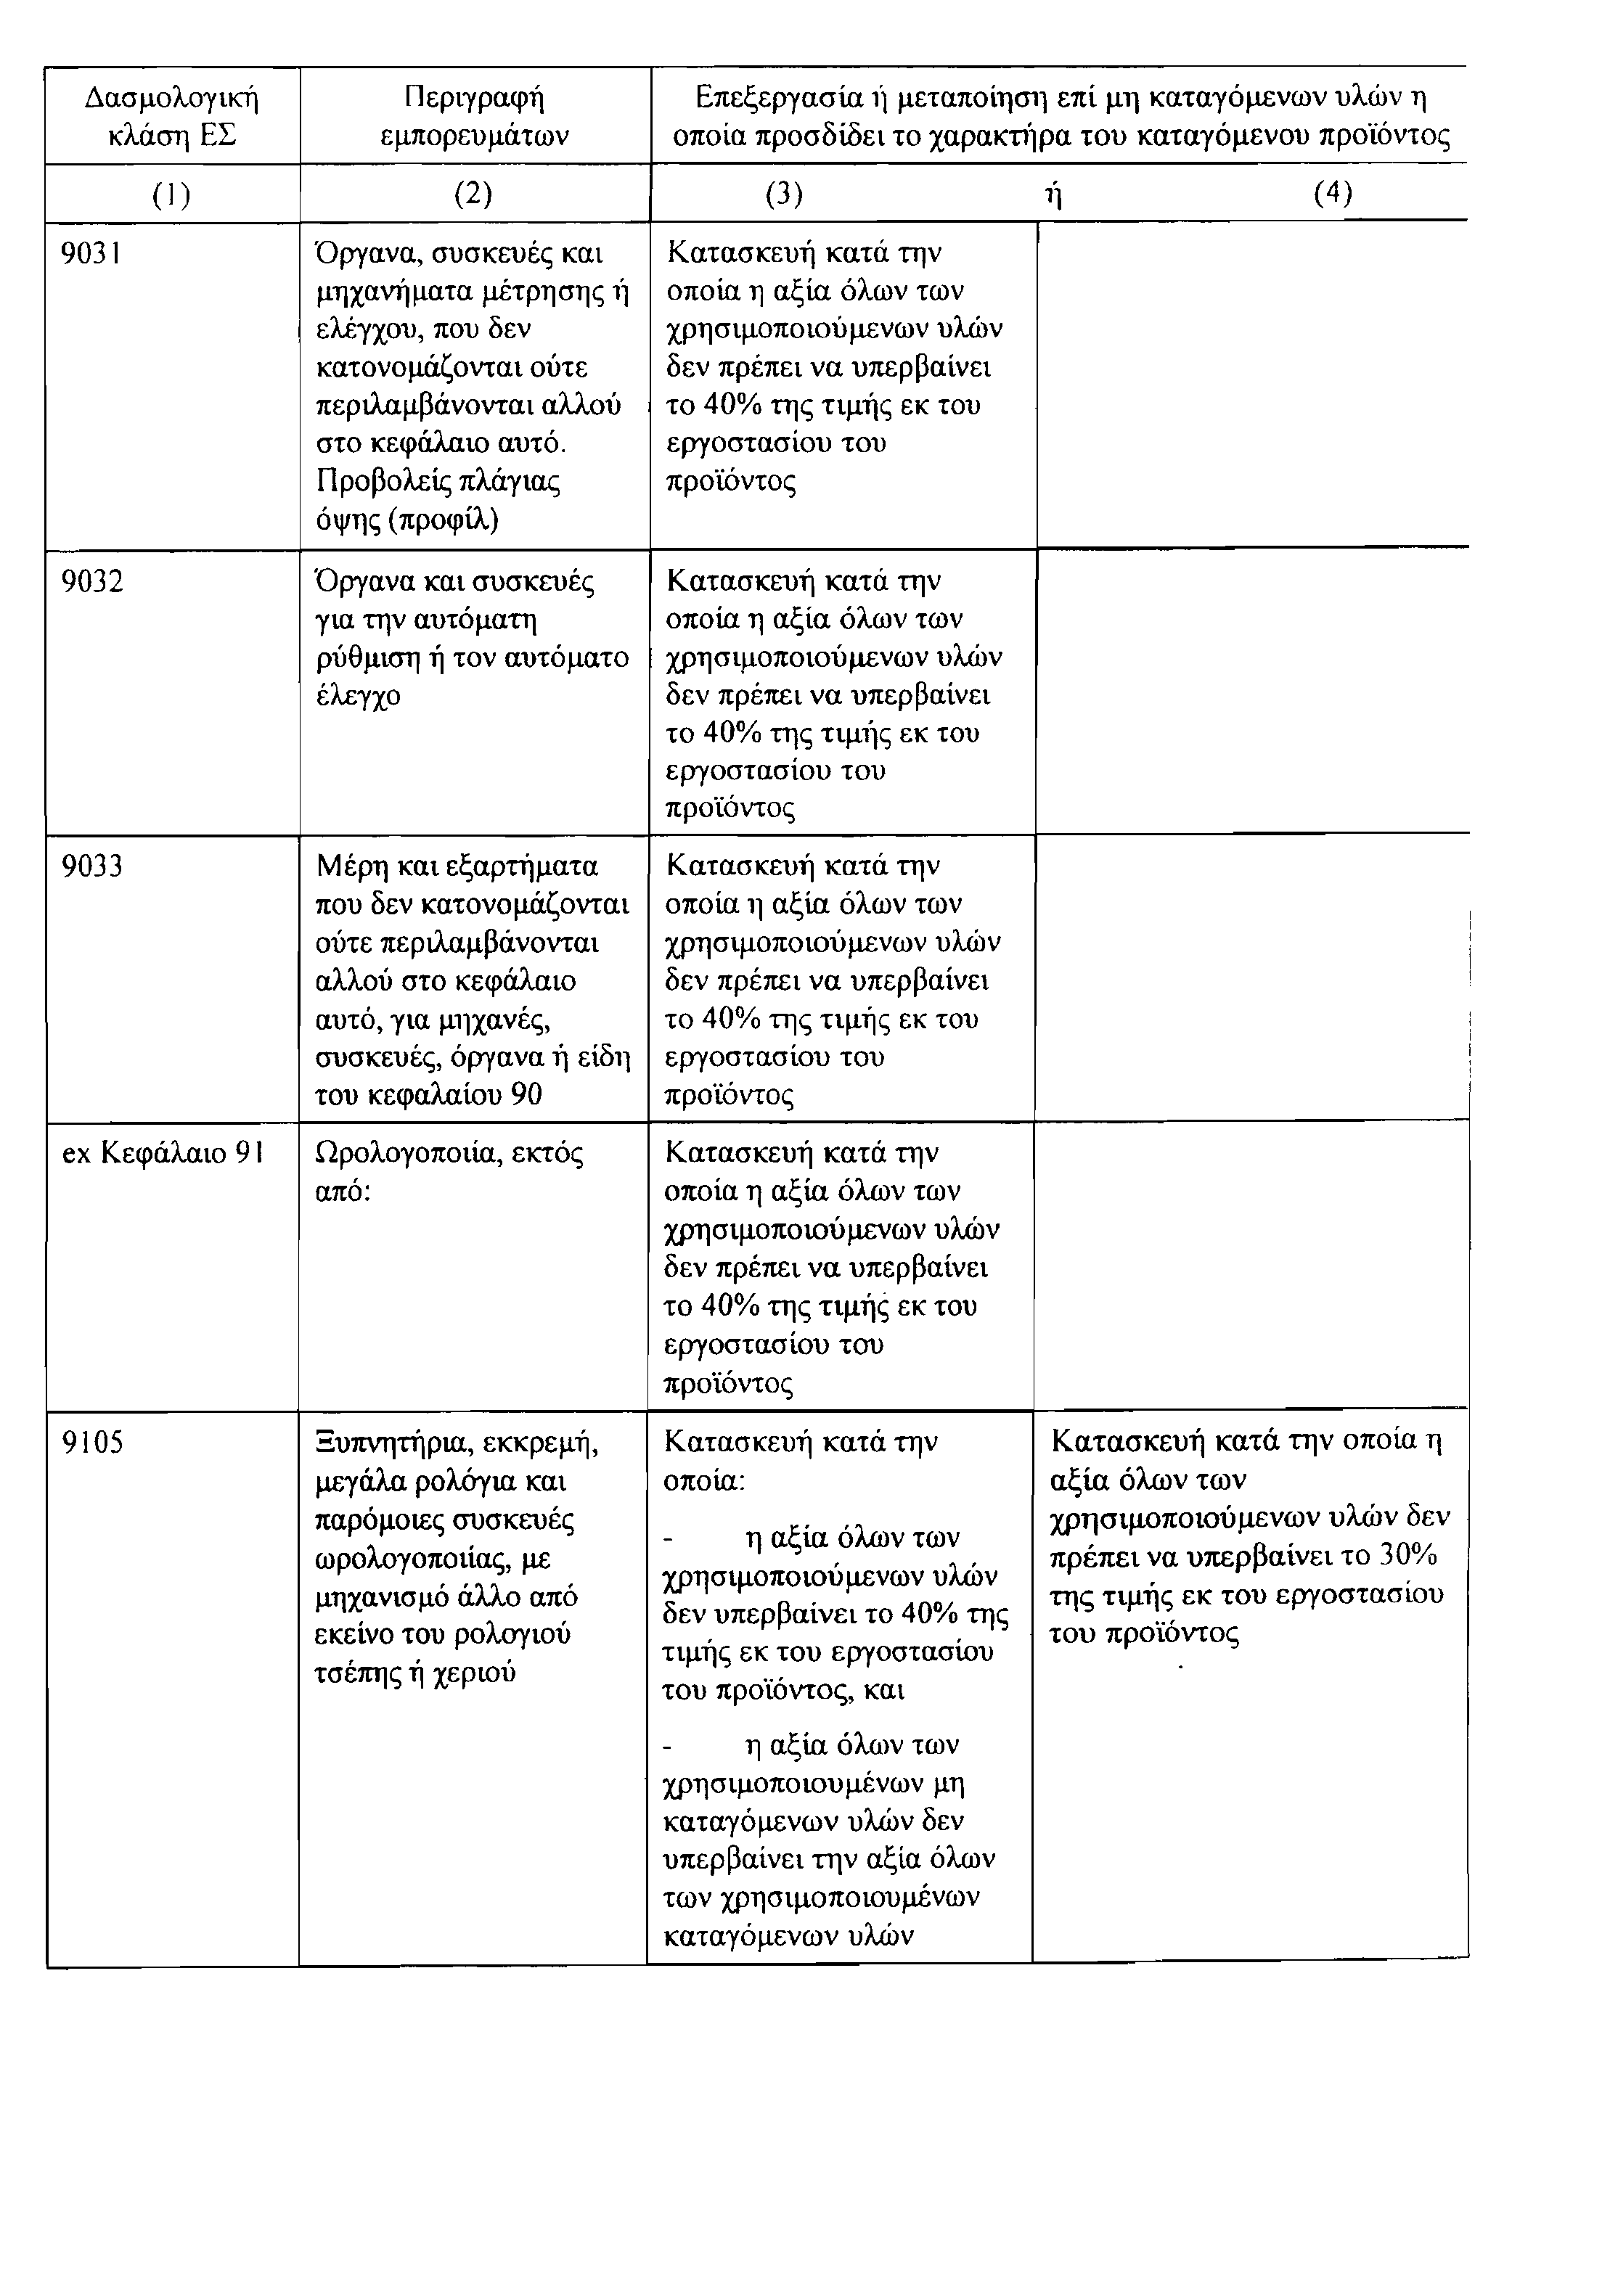 Δασμολογική
κλάση ΕΣ
Περιγραφή
εμπορευμάτων
Επεξεργασία ή μεταποίηση επί μη καταγόμενων υλών η
οποία προσδίδει το χαρακτήρα του καταγόμενου προϊόντος
(1)
(2)
(3) ή (4)
9031
Όργανα, συσκευές και
μηχανήματα μέτρησης ή
ελέγχου, που δεν
κατονομάζονται ούτε
περιλαμβάνονται αλλού
στο κεφάλαιο αυτό.
Προβολείς πλάγιας
όψης (προφίλ)
Κατασκευή κατά την
οποία η αξία όλων των
χρησιμοποιούμενων υλών
δεν πρέπει να υπερβαίνει
το 40% της τιμής εκ του
εργοστασίου του
προϊόντος
9032
Όργανα και συσκευές
για την αυτόματη
ρύθμιση ή τον αυτόματο
έλεγχο
Κατασκευή κατά την
οποία η αξία όλων των
χρησιμοποιούμενων υλών
δεν πρέπει να υπερβαίνει
το 40% της τιμής εκ του
εργοστασίου του
προϊόντος
9033
Μέρη και εξαρτήματα
που δεν κατονομάζονται
ούτε περιλαμβάνονται
αλλού στο κεφάλαιο
αυτό, για μηχανές,
συσκευές, όργανα ή είδη
του κεφαλαίου 90
Κατασκευή κατά την
οποία η αξία όλων των
χρησιμοποιούμενων υλών
δεν πρέπει να υπερβαίνει
το 40% της τιμής εκ του
εργοστασίου του
προϊόντος
ex Κεφάλαιο 91
Ωρολογοποιία, εκτός
από:
Κατασκευή κατά την
οποία η αξία όλων των
χρησιμοποιούμενων υλών
δεν πρέπει να υπερβαίνει
το 40% της τιμής εκ του
εργοστασίου του
προϊόντος
9105
Ξυπνητήρια, εκκρεμή,
μεγάλα ρολόγια και
παρόμοιες συσκευές
ωρολογοποιίας, με
μηχανισμό άλλο από
εκείνο του ρολογιού
τσέπης ή χεριού
Κατασκευή κατά την
οποία:
- η αξία όλων των
χρησιμοποιούμενων υλών
δεν υπερβαίνει το 40% της
τιμής εκ του εργοστασίου
του προϊόντος, και
- η αξία όλων των
χρησιμοποιουμένων μη
καταγόμενων υλών δεν
υπερβαίνει την αξία όλων
των χρησιμοποιουμένων
καταγόμενων υλών
Κατασκευή κατά την οποία η
αξία όλων των
χρησιμοποιούμενων υλών δεν
πρέπει να υπερβαίνει το 30%
της τιμής εκ του εργοστασίου
του προϊόντος